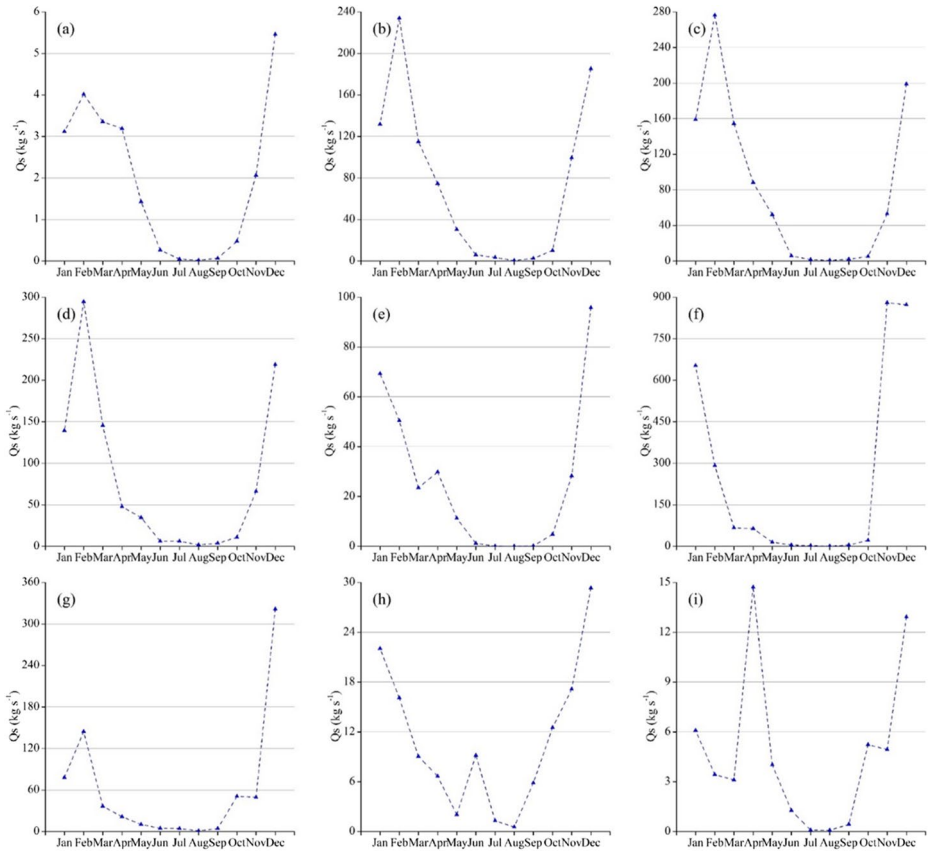 (a)
6
5
4
3
2
1
0
Qs (kg s⁻¹)
Jan Feb Mar Apr May Jun Jul Aug Sep Oct Nov Dec
(b)
240
200
160
120
80
40
0
Qs (kg s⁻¹)
Jan Feb Mar Apr May Jun Jul Aug Sep Oct Nov Dec
(c)
280
240
200
160
120
80
40
0
Qs (kg s⁻¹)
Jan Feb Mar Apr May Jun Jul Aug Sep Oct Nov Dec
(d)
300
250
200
150
100
50
0
Qs (kg s⁻¹)
Jan Feb Mar Apr May Jun Jul Aug Sep Oct Nov Dec
(e)
100
80
60
40
20
0
Qs (kg s⁻¹)
Jan Feb Mar Apr May Jun Jul Aug Sep Oct Nov Dec
(f)
900
750
600
450
300
150
0
Qs (kg s⁻¹)
Jan Feb Mar Apr May Jun Jul Aug Sep Oct Nov Dec
(g)
360
300
240
180
120
60
0
Qs (kg s⁻¹)
Jan Feb Mar Apr May Jun Jul Aug Sep Oct Nov Dec
(h)
30
24
18
12
6
0
Qs (kg s⁻¹)
Jan Feb Mar Apr May Jun Jul Aug Sep Oct Nov Dec
(i)
15
12
9
6
3
0
Qs (kg s⁻¹)
Jan Feb Mar Apr May Jun Jul Aug Sep Oct Nov Dec